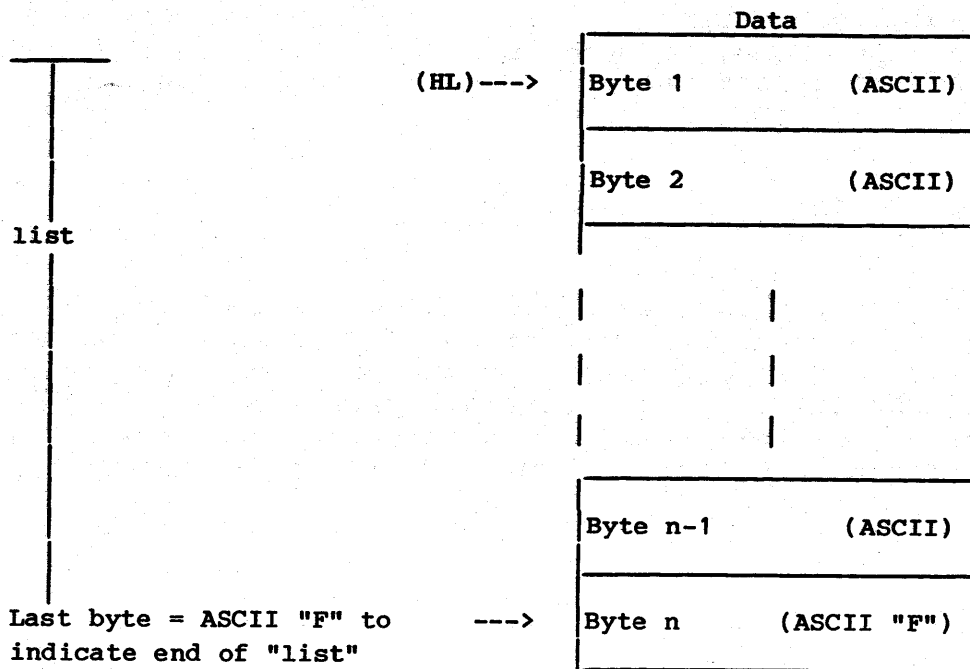 Data
(HL)---> Byte 1 (ASCII)
Byte 2 (ASCII)
list
Byte n-1 (ASCII)
Last byte = ASCII "F" to ---> Byte n (ASCII "F")
indicate end of "list"